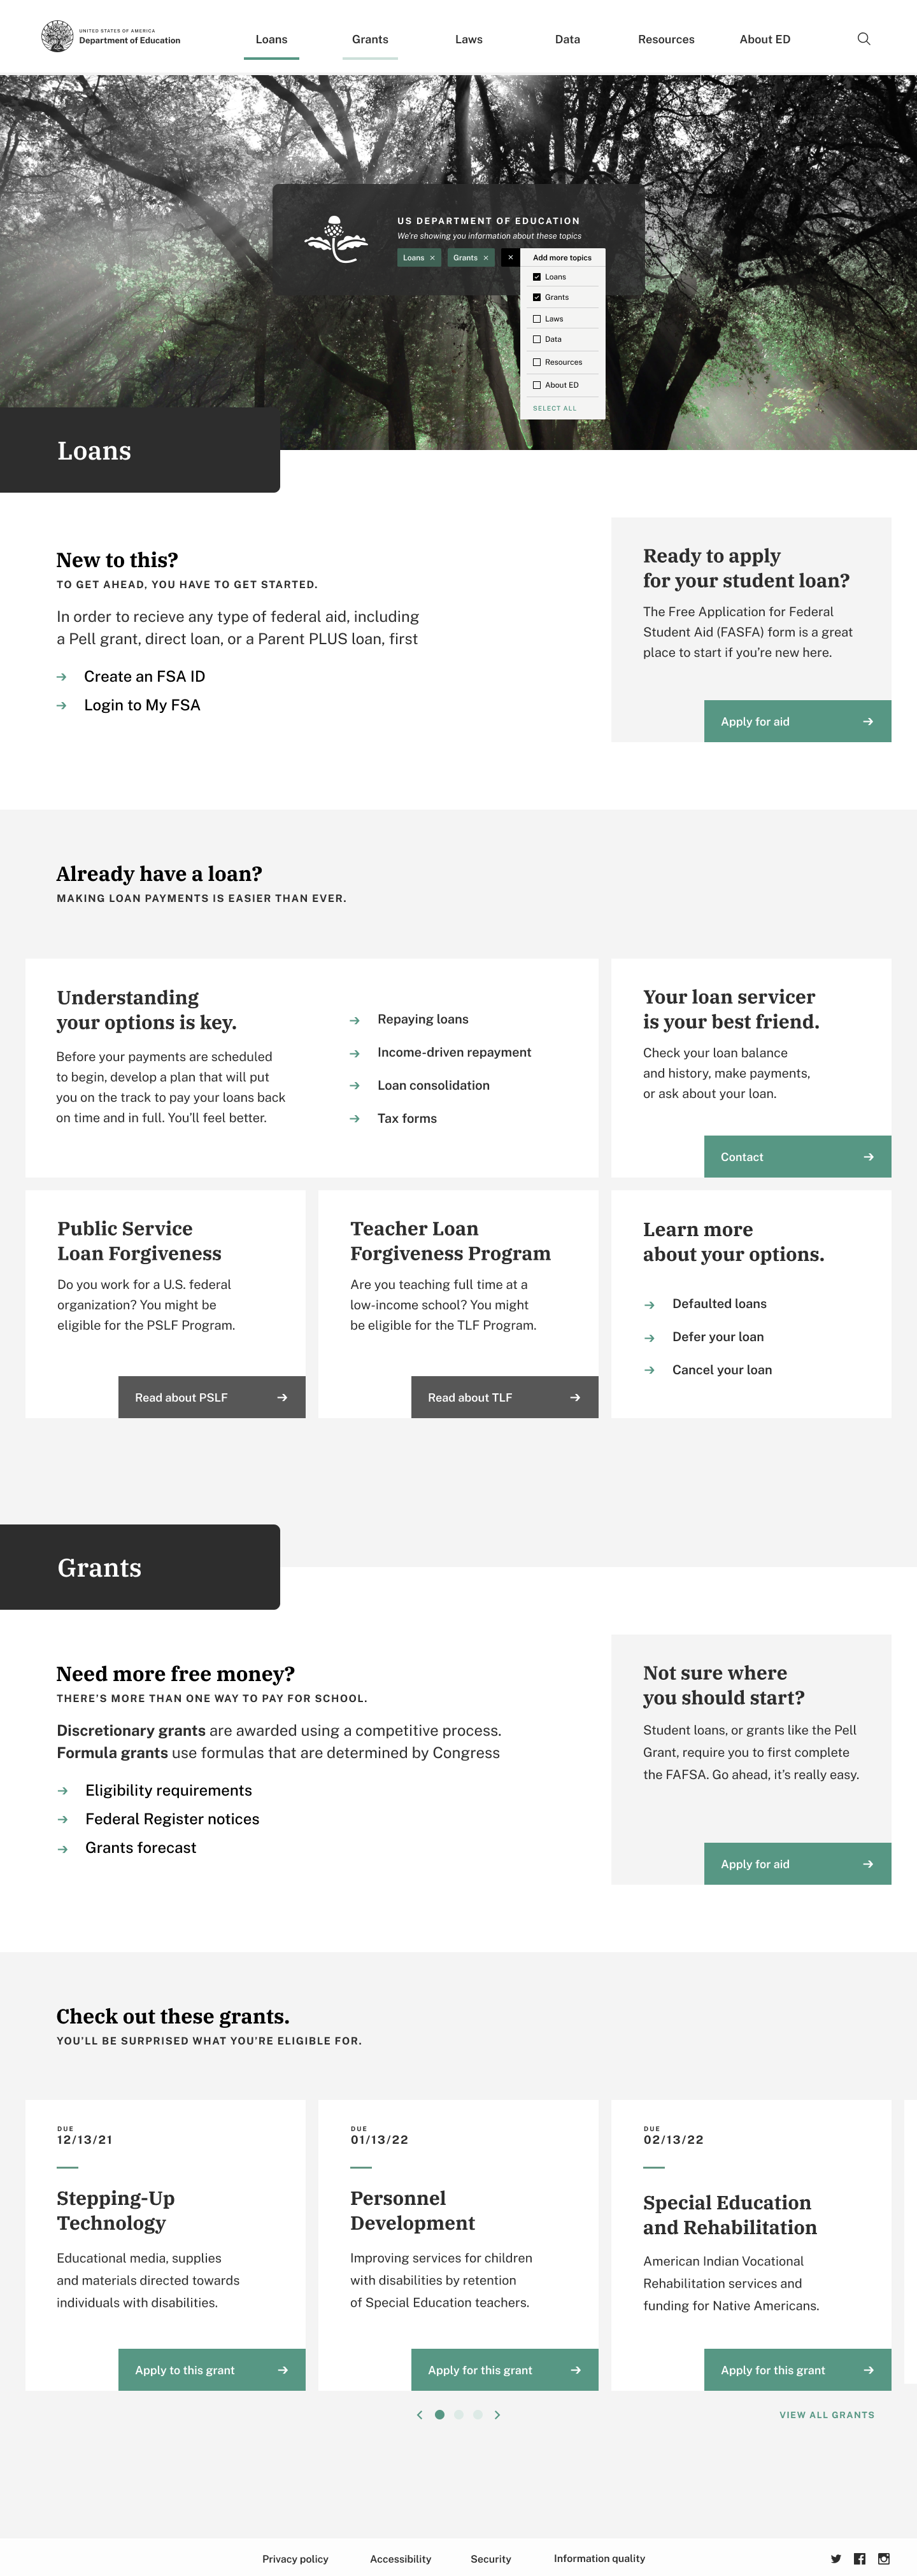 UNITED STATES OF AMERICA
Department of Education
Loans
Grants
Laws
Data
Resources
About ED
US DEPARTMENT OF EDUCATION
We're showing you information about these topics
Loans ×
Grants ×
×
Add more topics
Loans
Grants
Laws
Data
Resources
About ED
SELECT ALL
Loans
New to this?
TO GET AHEAD, YOU HAVE TO GET STARTED.
In order to recieve any type of federal aid, including
a Pell grant, direct loan, or a Parent PLUS loan, first
Create an FSA ID
Login to My FSA
Ready to apply
for your student loan?
The Free Application for Federal
Student Aid (FASFA) form is a great
place to start if you're new here.
Apply for aid
Already have a loan?
MAKING LOAN PAYMENTS IS EASIER THAN EVER.
Understanding
your options is key.
Before your payments are scheduled
to begin, develop a plan that will put
you on the track to pay your loans back
on time and in full. You'll feel better.
Repaying loans
Income-driven repayment
Loan consolidation
Tax forms
Your loan servicer
is your best friend.
Check your loan balance
and history, make payments,
or ask about your loan.
Contact
Public Service
Loan Forgiveness
Do you work for a U.S. federal
organization? You might be
eligible for the PSLF Program.
Read about PSLF
Teacher Loan
Forgiveness Program
Are you teaching full time at a
low-income school? You might
be eligible for the TLF Program.
Read about TLF
Learn more
about your options.
Defaulted loans
Defer your loan
Cancel your loan
Grants
Need more free money?
THERE'S MORE THAN ONE WAY TO PAY FOR SCHOOL.
Discretionary grants are awarded using a competitive process.
Formula grants use formulas that are determined by Congress
Eligibility requirements
Federal Register notices
Grants forecast
Not sure where
you should start?
Student loans, or grants like the Pell
Grant, require you to first complete
the FAFSA. Go ahead, it's really easy.
Apply for aid
Check out these grants.
YOU'LL BE SURPRISED WHAT YOU'RE ELIGIBLE FOR.
DUE
12/13/21
Stepping-Up
Technology
Educational media, supplies
and materials directed towards
individuals with disabilities.
Apply to this grant
DUE
01/13/22
Personnel
Development
Improving services for children
with disabilities by retention
of Special Education teachers.
Apply for this grant
DUE
02/13/22
Special Education
and Rehabilitation
American Indian Vocational
Rehabilitation services and
funding for Native Americans.
Apply for this grant
VIEW ALL GRANTS
Privacy policy
Accessibility
Security
Information quality